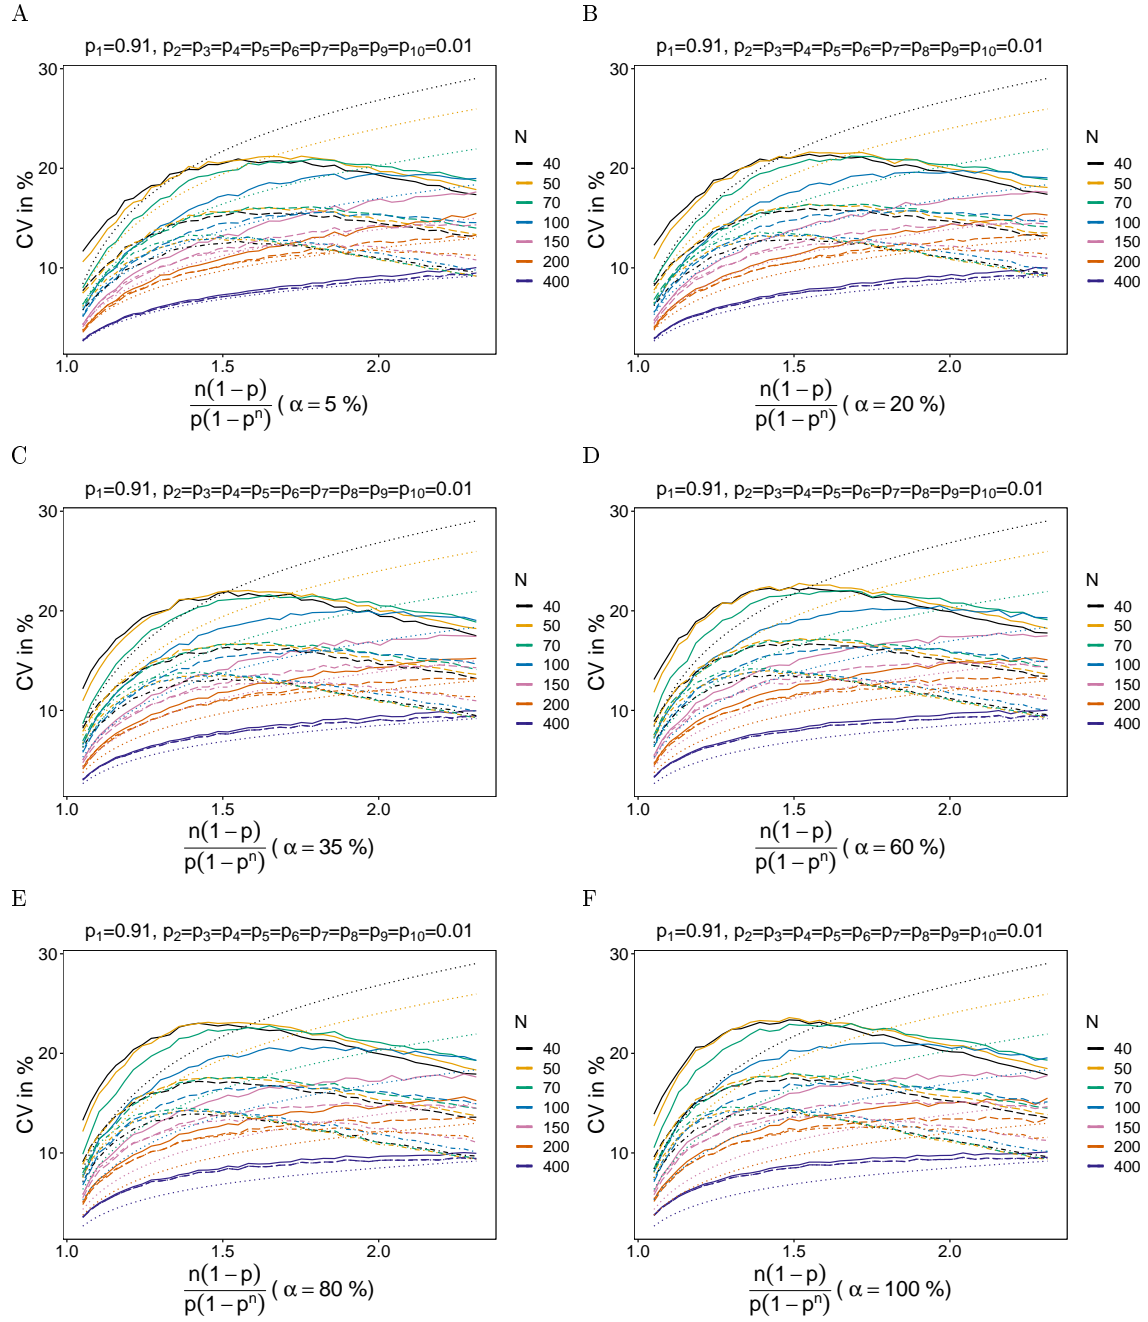 A
p₁=0.91, p₂=p₃=p₄=p₅=p₆=p₇=p₈=p₉=p₁₀=0.01
30
20
10
CV in %
1.0 1.5 2.0
n(1−p)
p(1−pⁿ)
( α = 5 %)
N
40
50
70
100
150
200
400
B
p₁=0.91, p₂=p₃=p₄=p₅=p₆=p₇=p₈=p₉=p₁₀=0.01
30
20
10
CV in %
1.0 1.5 2.0
n(1−p)
p(1−pⁿ)
( α = 20 %)
N
40
50
70
100
150
200
400
C
p₁=0.91, p₂=p₃=p₄=p₅=p₆=p₇=p₈=p₉=p₁₀=0.01
30
20
10
CV in %
1.0 1.5 2.0
n(1−p)
p(1−pⁿ)
( α = 35 %)
N
40
50
70
100
150
200
400
D
p₁=0.91, p₂=p₃=p₄=p₅=p₆=p₇=p₈=p₉=p₁₀=0.01
30
20
10
CV in %
1.0 1.5 2.0
n(1−p)
p(1−pⁿ)
( α = 60 %)
N
40
50
70
100
150
200
400
E
p₁=0.91, p₂=p₃=p₄=p₅=p₆=p₇=p₈=p₉=p₁₀=0.01
30
20
10
CV in %
1.0 1.5 2.0
n(1−p)
p(1−pⁿ)
( α = 80 %)
N
40
50
70
100
150
200
400
F
p₁=0.91, p₂=p₃=p₄=p₅=p₆=p₇=p₈=p₉=p₁₀=0.01
30
20
10
CV in %
1.0 1.5 2.0
n(1−p)
p(1−pⁿ)
( α = 100 %)
N
40
50
70
100
150
200
400